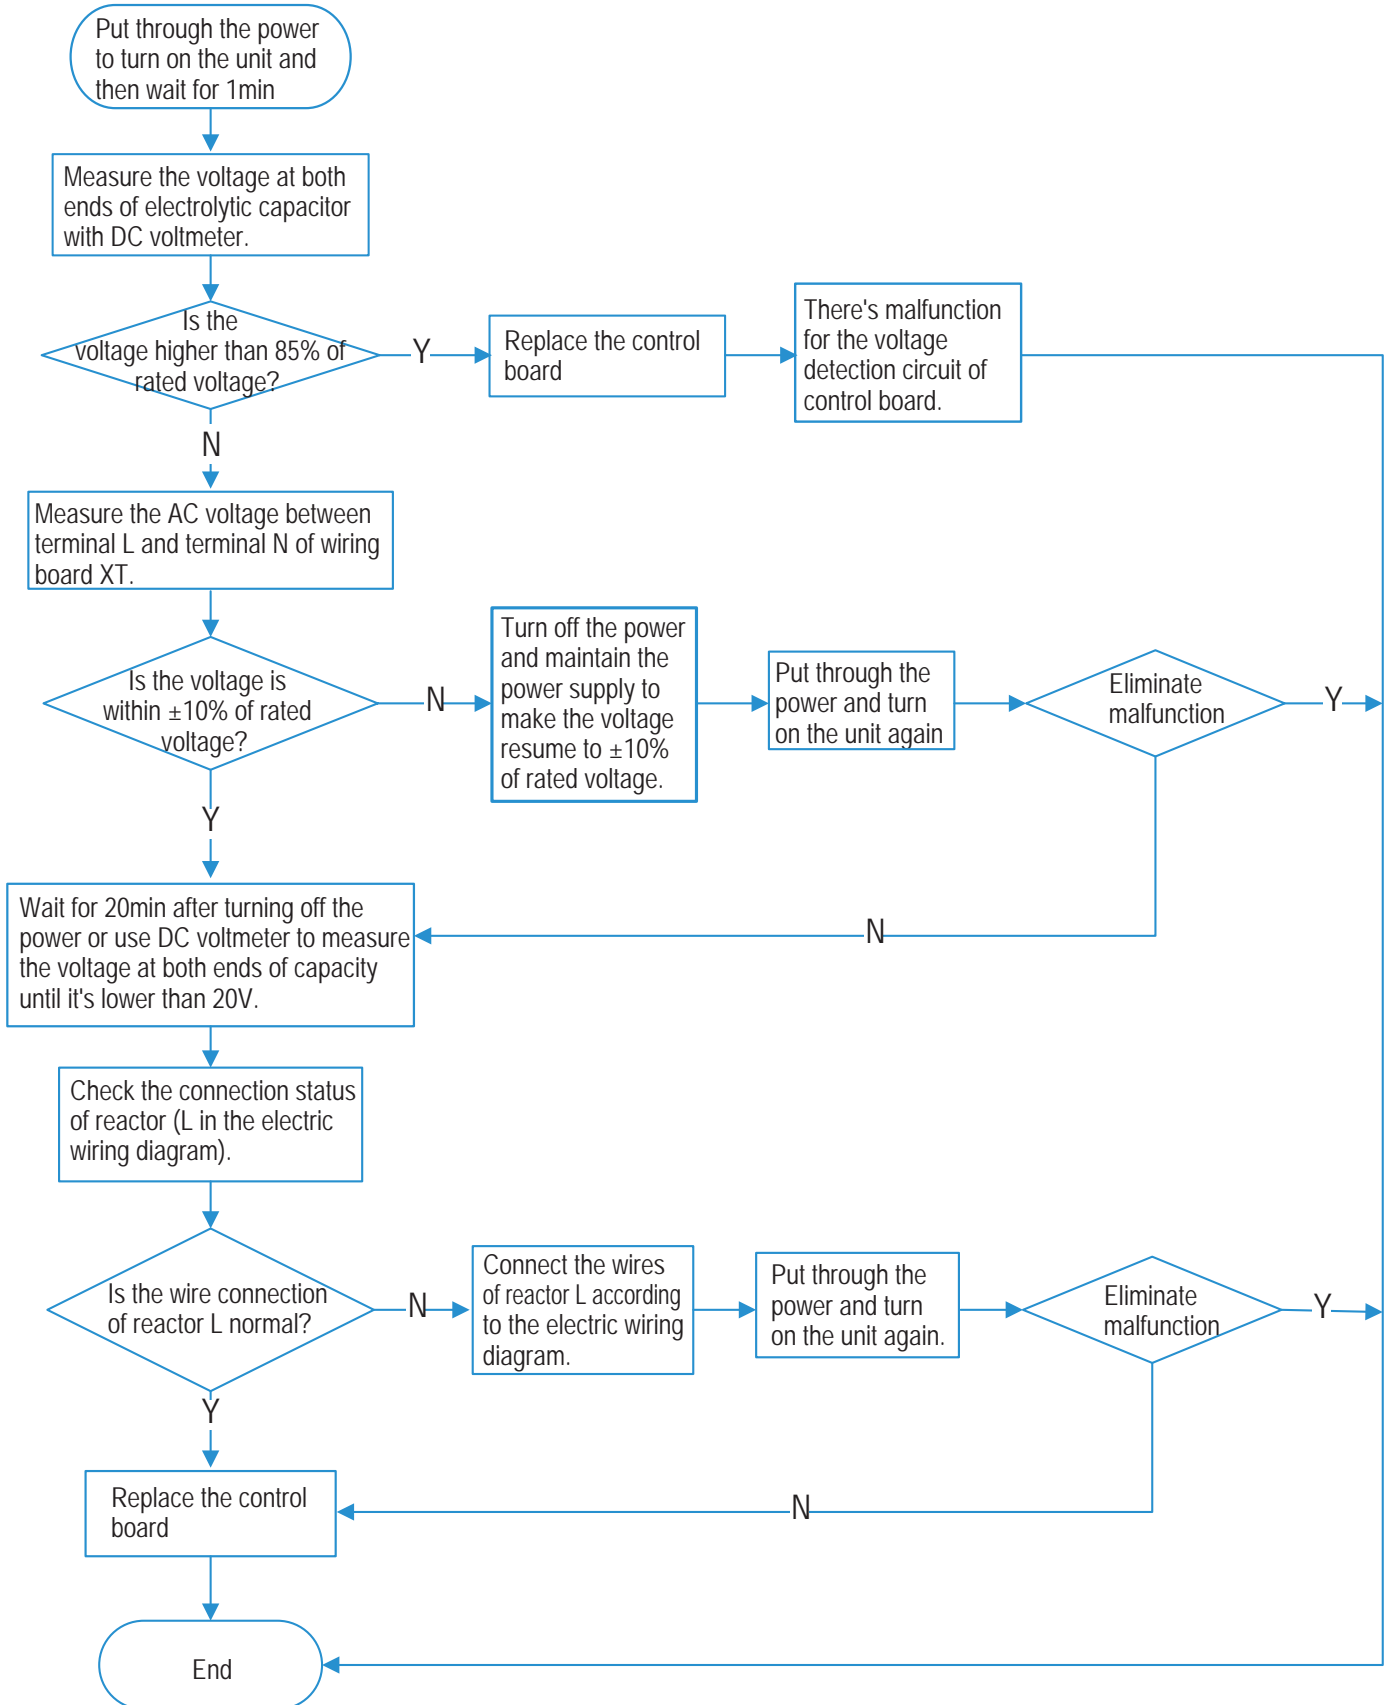 Put through the power
to turn on the unit and
then wait for 1min
Measure the voltage at both
ends of electrolytic capacitor
with DC voltmeter.
Is the
voltage higher than 85% of
rated voltage?
Y
Replace the control
board
There's malfunction
for the voltage
detection circuit of
control board.
N
Measure the AC voltage between
terminal L and terminal N of wiring
board XT.
Is the voltage is
within ±10% of rated
voltage?
N
Turn off the power
and maintain the
power supply to
make the voltage
resume to ±10%
of rated voltage.
Put through the
power and turn
on the unit again
Eliminate
malfunction
Y
Y
N
Wait for 20min after turning off the
power or use DC voltmeter to measure
the voltage at both ends of capacity
until it's lower than 20V.
Check the connection status
of reactor (L in the electric
wiring diagram).
Is the wire connection
of reactor L normal?
N
Connect the wires
of reactor L according
to the electric wiring
diagram.
Put through the
power and turn
on the unit again.
Eliminate
malfunction
Y
Y
N
Replace the control
board
End